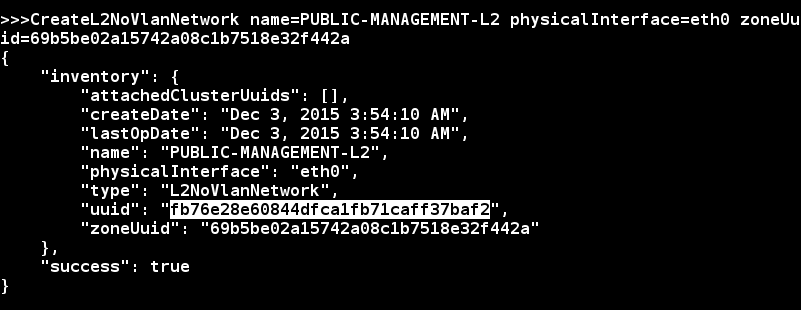 >>>CreateL2NoVlanNetwork name=PUBLIC-MANAGEMENT-L2 physicalInterface=eth0 zoneUu
id=69b5be02a15742a08c1b7518e32f442a
{
    "inventory": {
        "attachedClusterUuids": [],
        "createDate": "Dec 3, 2015 3:54:10 AM",
        "lastOpDate": "Dec 3, 2015 3:54:10 AM",
        "name": "PUBLIC-MANAGEMENT-L2",
        "physicalInterface": "eth0",
        "type": "L2NoVlanNetwork",
        "uuid": "fb76e28e60844dfca1fb71caff37baf2",
        "zoneUuid": "69b5be02a15742a08c1b7518e32f442a"
    },
    "success": true
}